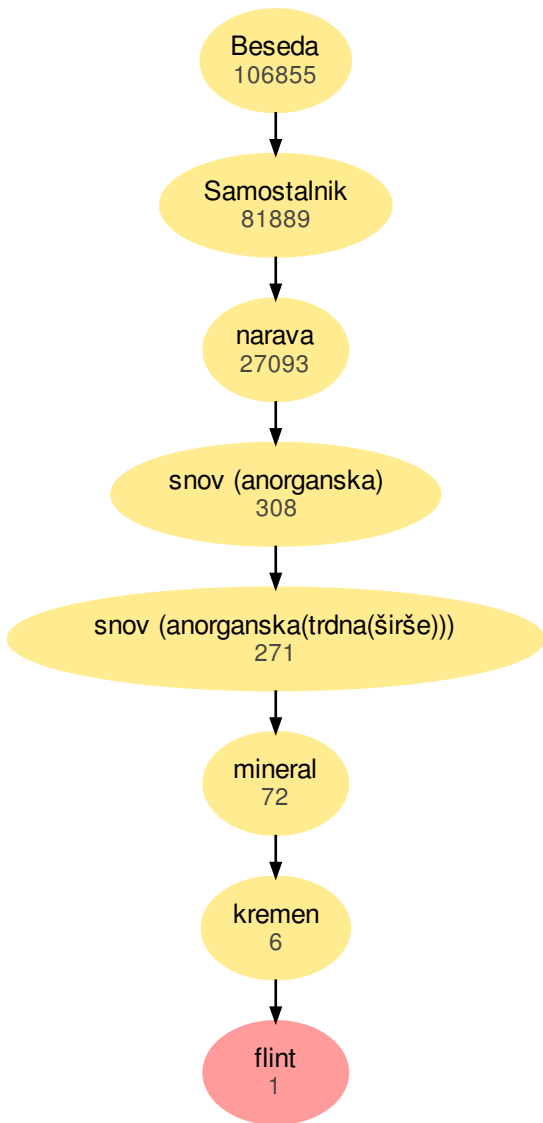 Beseda
106855
Samostalnik
81889
narava
27093
snov (anorganska)
308
snov (anorganska(trdna(širše)))
271
mineral
72
kremen
6
flint
1